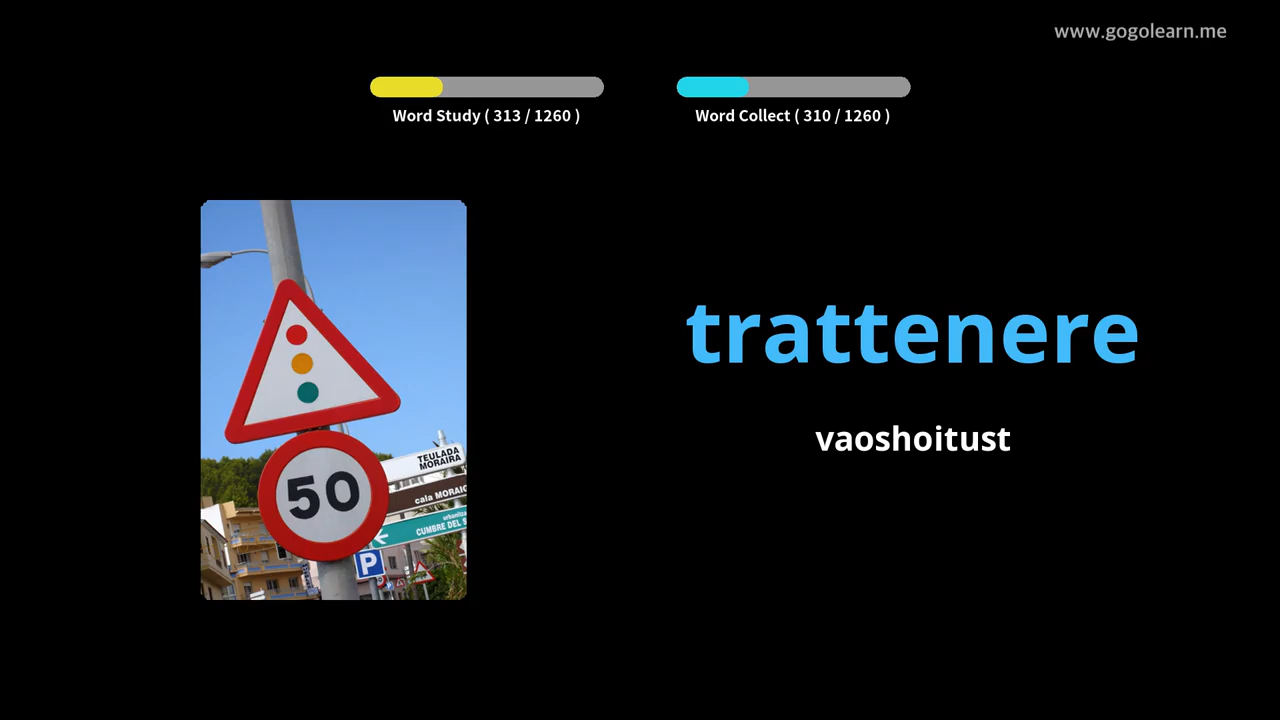 www.gogolearn.me
Word Study ( 313 / 1260 )
Word Collect ( 310 / 1260 )
trattenere
vaoshoitust
50
TEULADA
MORAIRA
cala MORAIG
CUMBRE DEL S
P